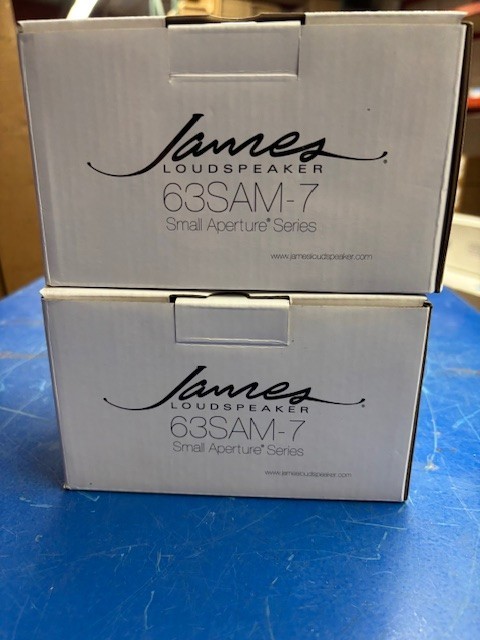 James
LOUDSPEAKER
63SAM-7
Small Aperture® Series
www.jamesloudspeaker.com
James
LOUDSPEAKER
63SAM-7
Small Aperture® Series
www.jamesloudspeaker.com